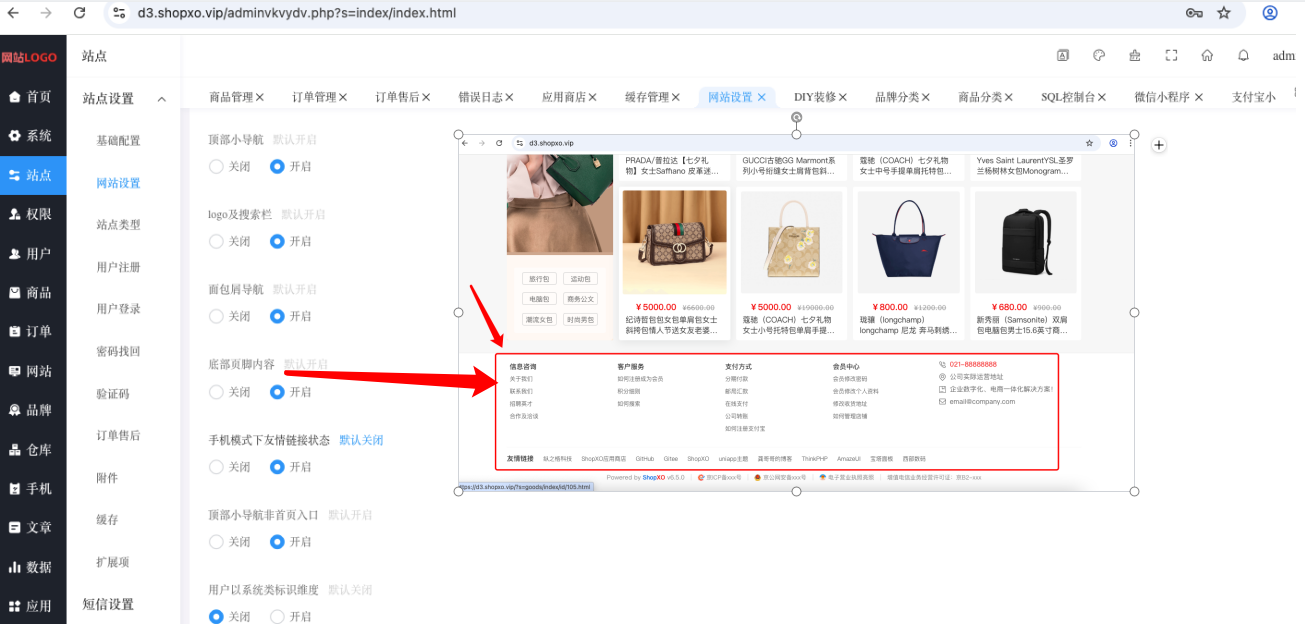 d3.shopxo.vip/adminvkvydv.php?s=index/index.html
网站LOGO
首页
系统
站点
权限
用户
商品
订单
网站
品牌
仓库
手机
文章
数据
应用
站点
站点设置
基础配置
网站设置
站点类型
用户注册
用户登录
密码找回
验证码
订单售后
附件
缓存
扩展项
短信设置
adm
商品管理 订单管理 订单售后 错误日志 应用商店 缓存管理 网站设置 DIY装修 品牌分类 商品分类 SQL控制台 微信小程序 支付宝小
顶部小导航 默认开启
关闭 开启
logo及搜索栏 默认开启
关闭 开启
面包屑导航 默认开启
关闭 开启
底部页脚内容 默认开启
关闭 开启
手机模式下友情链接状态 默认关闭
关闭 开启
顶部小导航非首页入口 默认开启
关闭 开启
用户以系统类标识维度 默认关闭
关闭 开启
d3.shopxo.vip
PRADA/普拉达【七夕礼
物】女士Saffiano 皮革迷...
GUCCI古驰GG Marmont系
列小号绗缝女士肩背包斜...
蔻驰（COACH）七夕礼物
女士中号手提单肩托特包...
Yves Saint LaurentYSL圣罗
兰杨树林女包Monogram...
旅行包 运动包
电脑包 商务公文
潮流女包 时尚男包
￥5000.00 ￥6600.00
纪诗哲包包女包单肩包女士
斜挎包情人节送女友老婆...
￥5000.00 ￥19000.00
蔻驰（COACH）七夕礼物
女士小号托特包单肩手提...
￥800.00 ￥1200.00
珑骧（longchamp）
longchamp 尼龙 奔马刺绣...
￥680.00 ￥900.00
新秀丽（Samsonite）双肩
包电脑包男士15.6英寸商...
信息咨询
关于我们
联系我们
招聘英才
合作及洽谈
客户服务
如何注册成为会员
积分细则
如何搜索
支付方式
分期付款
邮局汇款
在线支付
公司转账
如何注册支付宝
会员中心
会员修改密码
会员修改个人资料
修改收货地址
如何管理店铺
021-88888888
公司实际运营地址
企业数字化、电商一体化解决方案！
email@company.com
友情链接 纵之格科技 ShopXO应用商店 GitHub Gitee ShopXO uniapp主题 龚哥哥的博客 ThinkPHP AmazeUI 宝塔面板 西部数码
Powered by ShopXO v6.5.0 京ICP备xxx号 京公网安备xxx号 电子营业执照亮照 增值电信业务经营许可证：京B2-xxx
ttps://d3.shopxo.vip/?s=goods/index/id/105.html